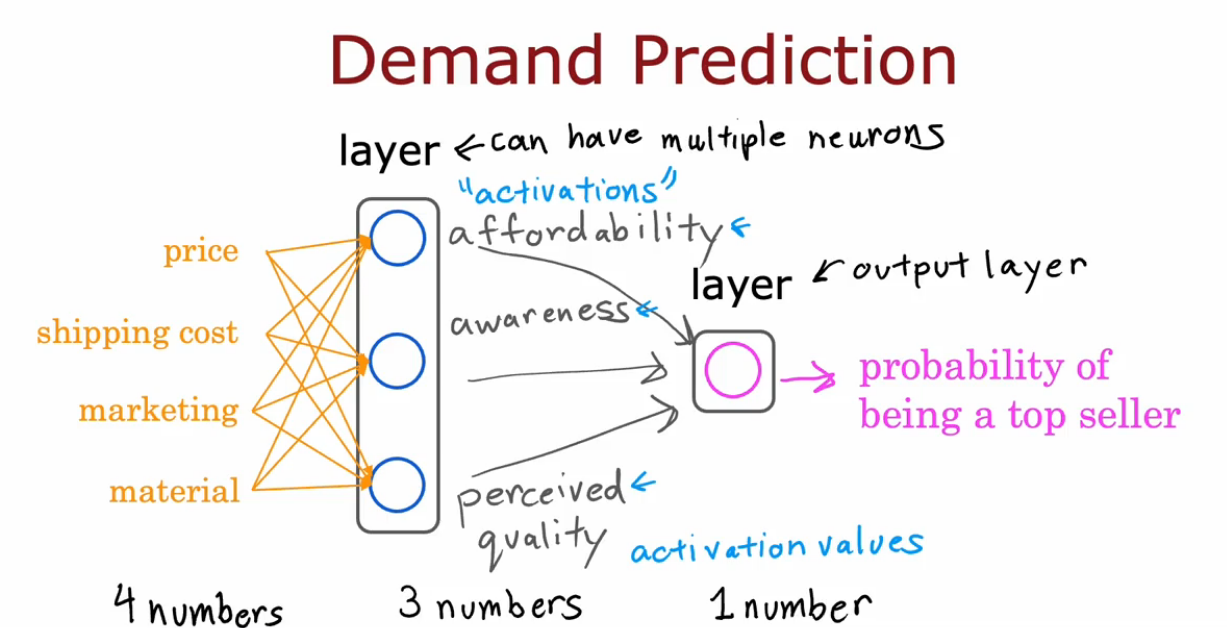 Demand Prediction
layer ← can have multiple neurons
"activations"
affordability ←
price
layer ← output layer
awareness ←
shipping cost
probability of
being a top seller
marketing
material
perceived ←
quality
activation values
4 numbers
3 numbers
1 number